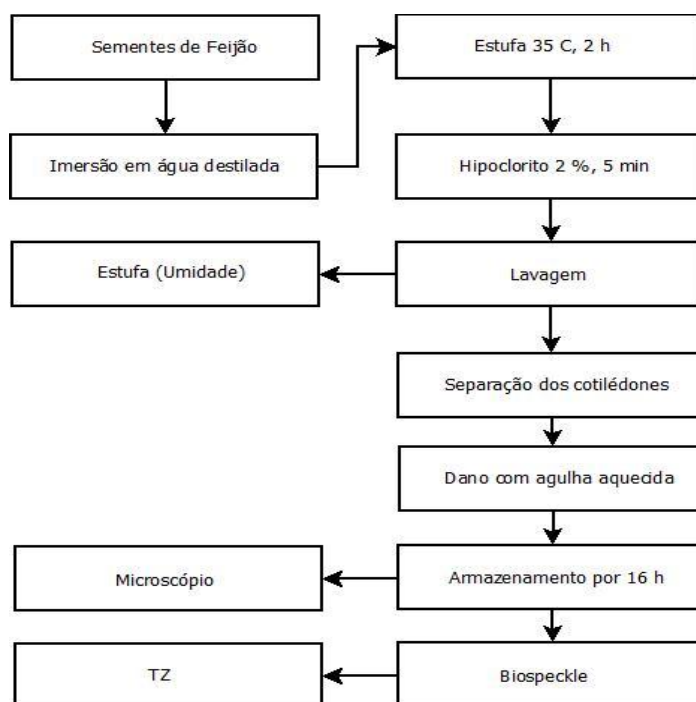 Sementes de Feijão
Imersão em água destilada
Estufa 35 C, 2 h
Hipoclorito 2 %, 5 min
Lavagem
Estufa (Umidade)
Separação dos cotilédones
Dano com agulha aquecida
Armazenamento por 16 h
Microscópio
Biospeckle
TZ